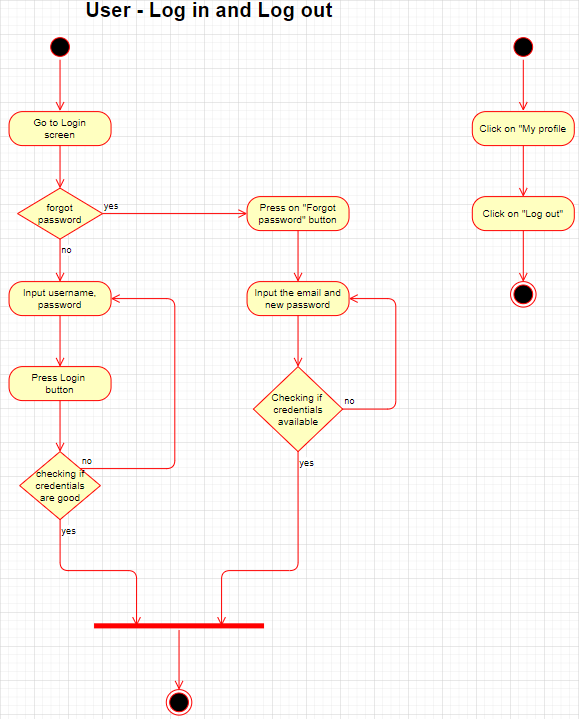 User - Log in and Log out
Go to Login
screen
Click on "My profile
forgot
password
yes
no
Press on "Forgot
password" button
Click on "Log out"
Input username,
password
Input the email and
new password
Press Login
button
Checking if
credentials
available
no
yes
no
checking if
credentials
are good
yes